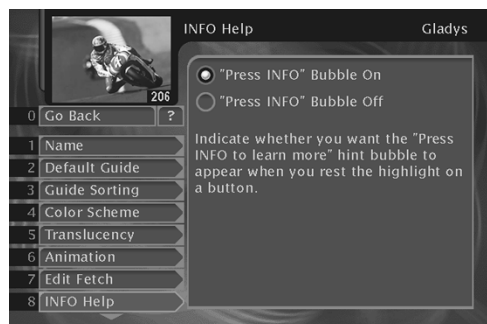 INFO Help Gladys
206
0 Go Back ?
1 Name
2 Default Guide
3 Guide Sorting
4 Color Scheme
5 Translucency
6 Animation
7 Edit Fetch
8 INFO Help
"Press INFO" Bubble On
"Press INFO" Bubble Off
Indicate whether you want the "Press
INFO to learn more" hint bubble to
appear when you rest the highlight on
a button.